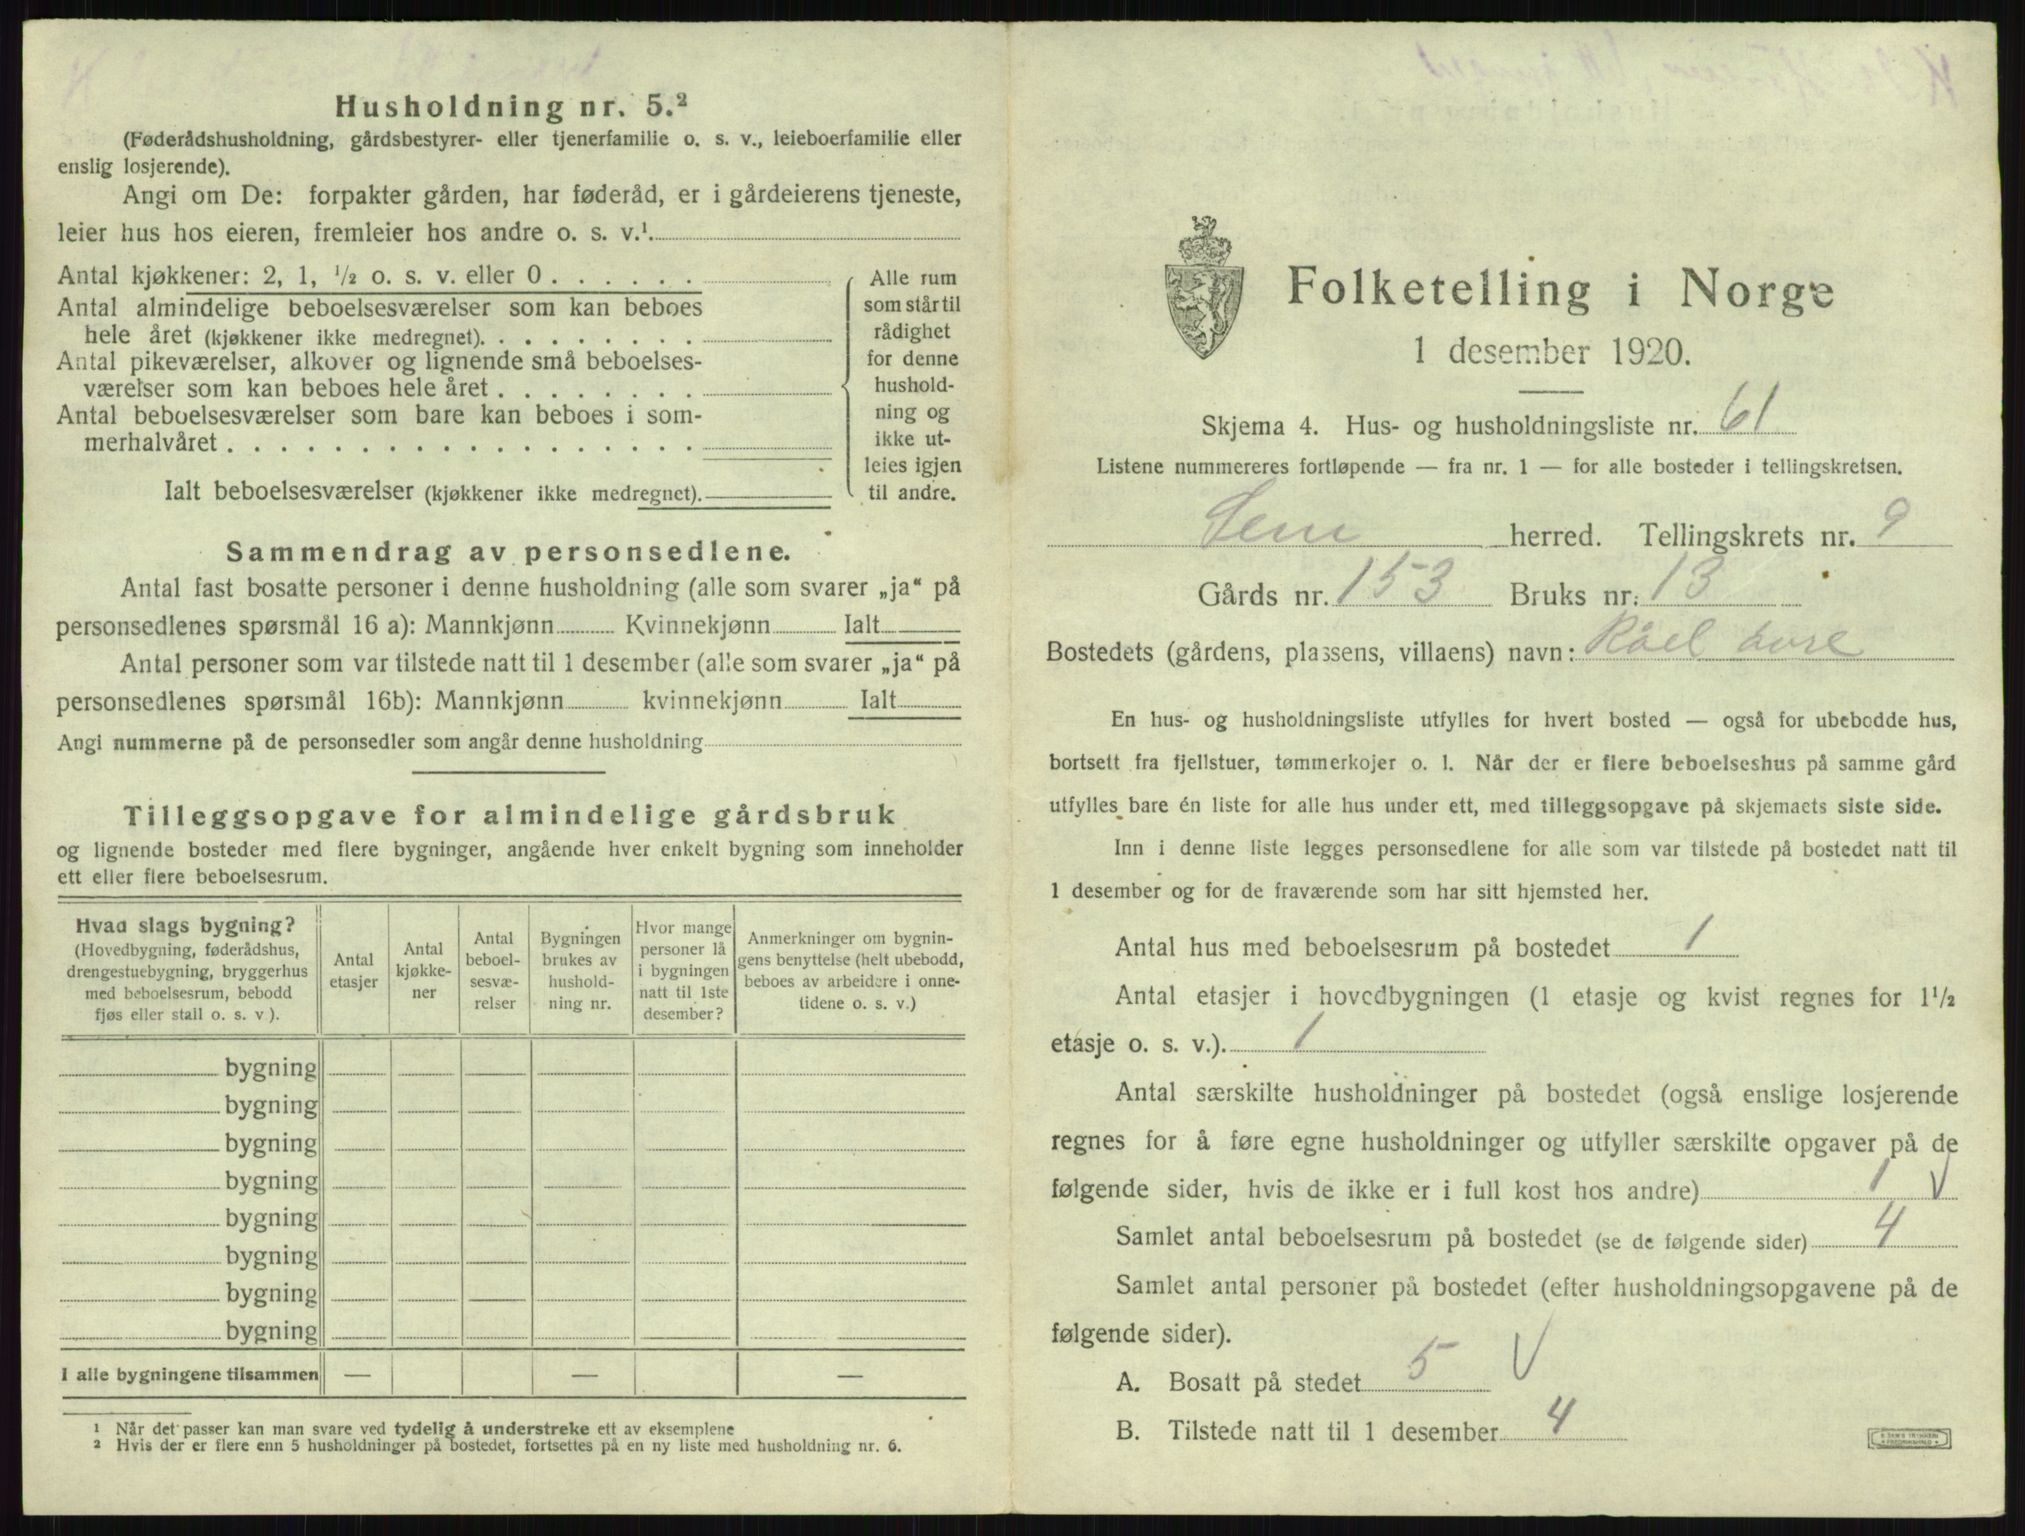 Husholdning nr. 5.²
(Føderådshusholdning, gårdsbestyrer- eller tjenerfamilie o. s. v., leieboerfamilie eller
enslig losjerende).
Angi om De: forpakter gården, har føderåd, er i gårdeierens tjeneste,
leier hus hos eieren, fremleier hos andre o. s. v.¹
Antal kjøkkener: 2, 1, ½ o. s. v. eller 0 . . . . . .
Antal almindelige beboelsesværelser som kan beboes
hele året (kjøkkener ikke medregnet). . . . . . . . .
Antal pikeværelser, alkover og lignende små beboelses-
værelser som kan beboes hele året . . . . . . . .
Antal beboelsesværelser som bare kan beboes i som-
merhalvåret . . . . . . . . . . . . . . . . . .
Ialt beboelsesværelser (kjøkkener ikke medregnet).
Alle rum
som står til
rådighet
for denne
hushold-
ning og
ikke ut-
leies igjen
til andre.
Sammendrag av personsedlene.
Antal fast bosatte personer i denne husholdning (alle som svarer „ja“ på
personsedlenes spørsmål 16 a): Mannkjønn Kvinnekjønn Ialt
Antal personer som var tilstede natt til 1 desember (alle som svarer „ja“ på
personsedlenes spørsmål 16b): Mannkjønn kvinnekjønn Ialt
Angi nummerne på de personsedler som angår denne husholdning
Tilleggsopgave for almindelige gårdsbruk
og lignende bosteder med flere bygninger, angående hver enkelt bygning som inneholder
ett eller flere beboelsesrum.
Hvad slags bygning?
(Hovedbygning, føderådshus,
drengestuebygning, bryggerhus
med beboelsesrum, bebodd
fjøs eller stall o. s. v ).
Antal
etasjer
Antal
kjøkke-
ner
Antal
beboel-
sesvæ-
relser
Bygningen
brukes av
hushold-
ning nr.
Hvor mange
personer lå
i bygningen
natt til 1ste
desember?
Anmerkninger om bygnin-
gens benyttelse (helt ubebodd,
beboes av arbeidere i onne-
tidene o. s. v.)
bygning
bygning
bygning
bygning
bygning
bygning
bygning
bygning
I alle bygningene tilsammen — — —
¹ Når det passer kan man svare ved tydelig å understreke ett av eksemplene
² Hvis der er flere enn 5 husholdninger på bostedet, fortsettes på en ny liste med husholdning nr. 6.
Folketelling i Norge
1 desember 1920.
Skjema 4. Hus- og husholdningsliste nr. 61
Listene nummereres fortløpende — fra nr. 1 — for alle bosteder i tellingskretsen.
Sem herred. Tellingskrets nr. 9
Gårds nr. 153 Bruks nr. 13
Bostedets (gårdens, plassens, villaens) navn: Råel øvre
En hus- og husholdningsliste utfylles for hvert bosted — også for ubebodde hus,
bortsett fra fjellstuer, tømmerkojer o. l. Når der er flere beboelseshus på samme gård
utfylles bare én liste for alle hus under ett, med tilleggsopgave på skjemaets siste side.
Inn i denne liste legges personsedlene for alle som var tilstede på bostedet natt til
1 desember og for de fraværende som har sitt hjemsted her.
Antal hus med beboelsesrum på bostedet 1
Antal etasjer i hovedbygningen (1 etasje og kvist regnes for 1½
etasje o. s. v.). 1
Antal særskilte husholdninger på bostedet (også enslige losjerende
regnes for å føre egne husholdninger og utfyller særskilte opgaver på de
følgende sider, hvis de ikke er i full kost hos andre) 1 V
Samlet antal beboelsesrum på bostedet (se de følgende sider) 4
Samlet antal personer på bostedet (efter husholdningsopgavene på de
følgende sider).
A. Bosatt på stedet 5 V
B. Tilstede natt til 1 desember 4